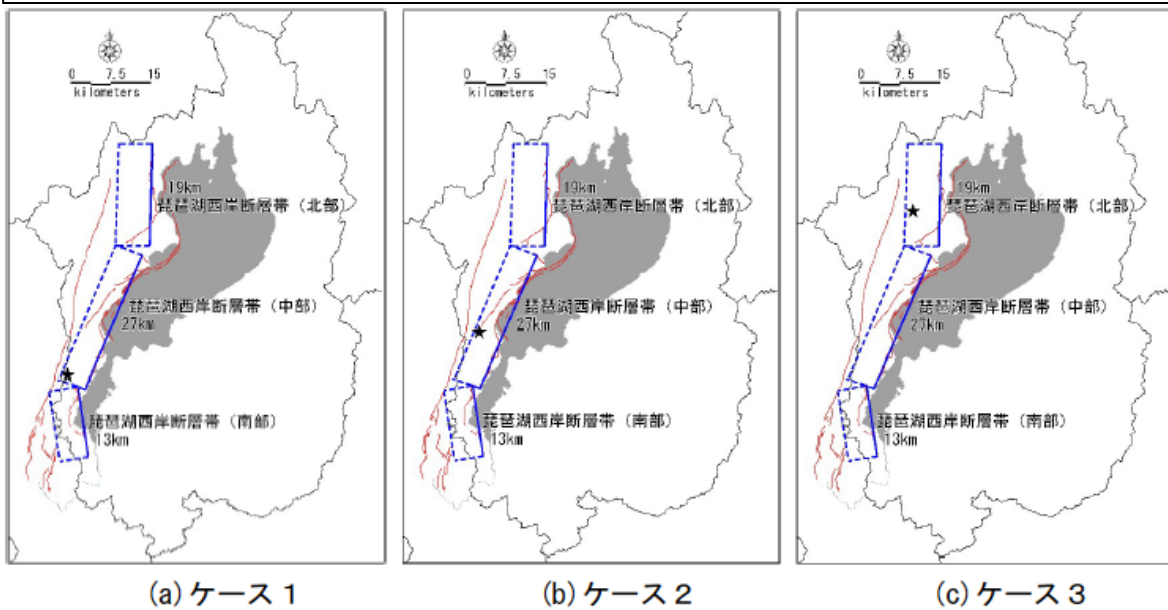 0 7.5 15
kilometers
19km
琵琶湖西岸断層帯（北部）
琵琶湖西岸断層帯（中部）
27km
琵琶湖西岸断層帯（南部）
13km
(a) ケース１
0 7.5 15
kilometers
19km
琵琶湖西岸断層帯（北部）
琵琶湖西岸断層帯（中部）
27km
琵琶湖西岸断層帯（南部）
13km
(b) ケース２
0 7.5 15
kilometers
19km
琵琶湖西岸断層帯（北部）
琵琶湖西岸断層帯（中部）
27km
琵琶湖西岸断層帯（南部）
13km
(c) ケース３